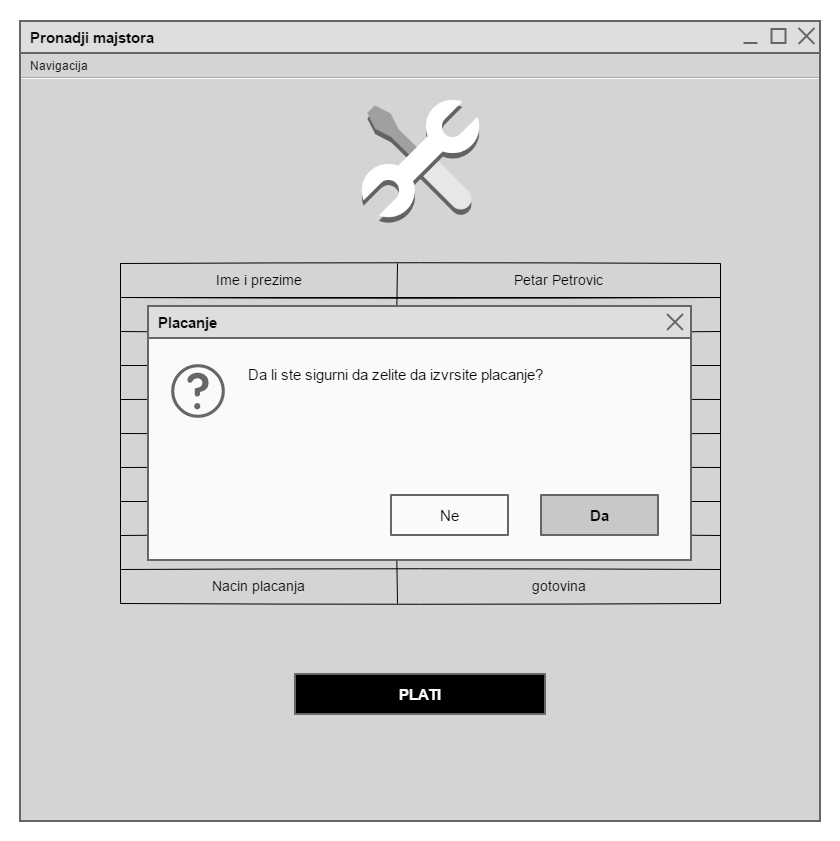 Pronadji majstora
Navigacija
Ime i prezime Petar Petrovic
Placanje
Da li ste sigurni da zelite da izvrsite placanje?
Ne Da
Nacin placanja gotovina
PLATI